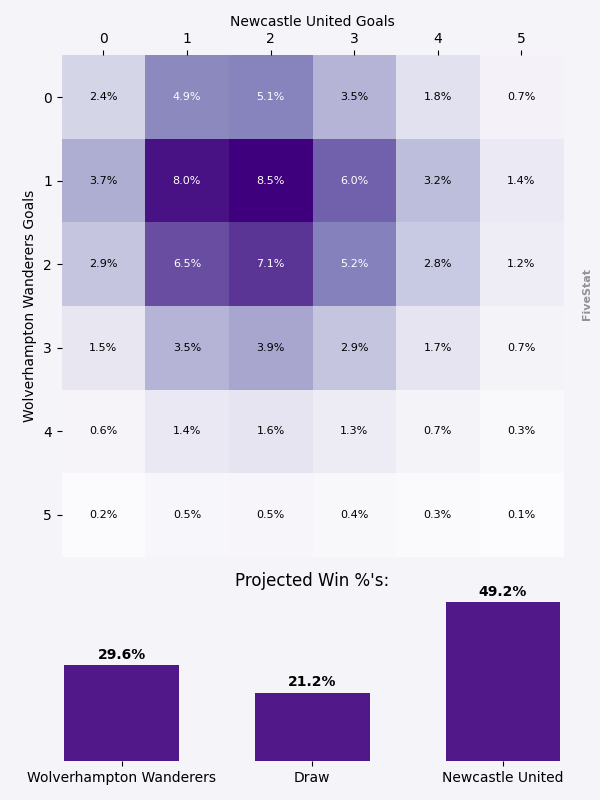 Newcastle United Goals
0 1 2 3 4 5
Wolverhampton Wanderers Goals
0 2.4% 4.9% 5.1% 3.5% 1.8% 0.7%
1 3.7% 8.0% 8.5% 6.0% 3.2% 1.4%
2 2.9% 6.5% 7.1% 5.2% 2.8% 1.2%
3 1.5% 3.5% 3.9% 2.9% 1.7% 0.7%
4 0.6% 1.4% 1.6% 1.3% 0.7% 0.3%
5 0.2% 0.5% 0.5% 0.4% 0.3% 0.1%
FiveStat
Projected Win %'s:
29.6% 21.2% 49.2%
Wolverhampton Wanderers Draw Newcastle United